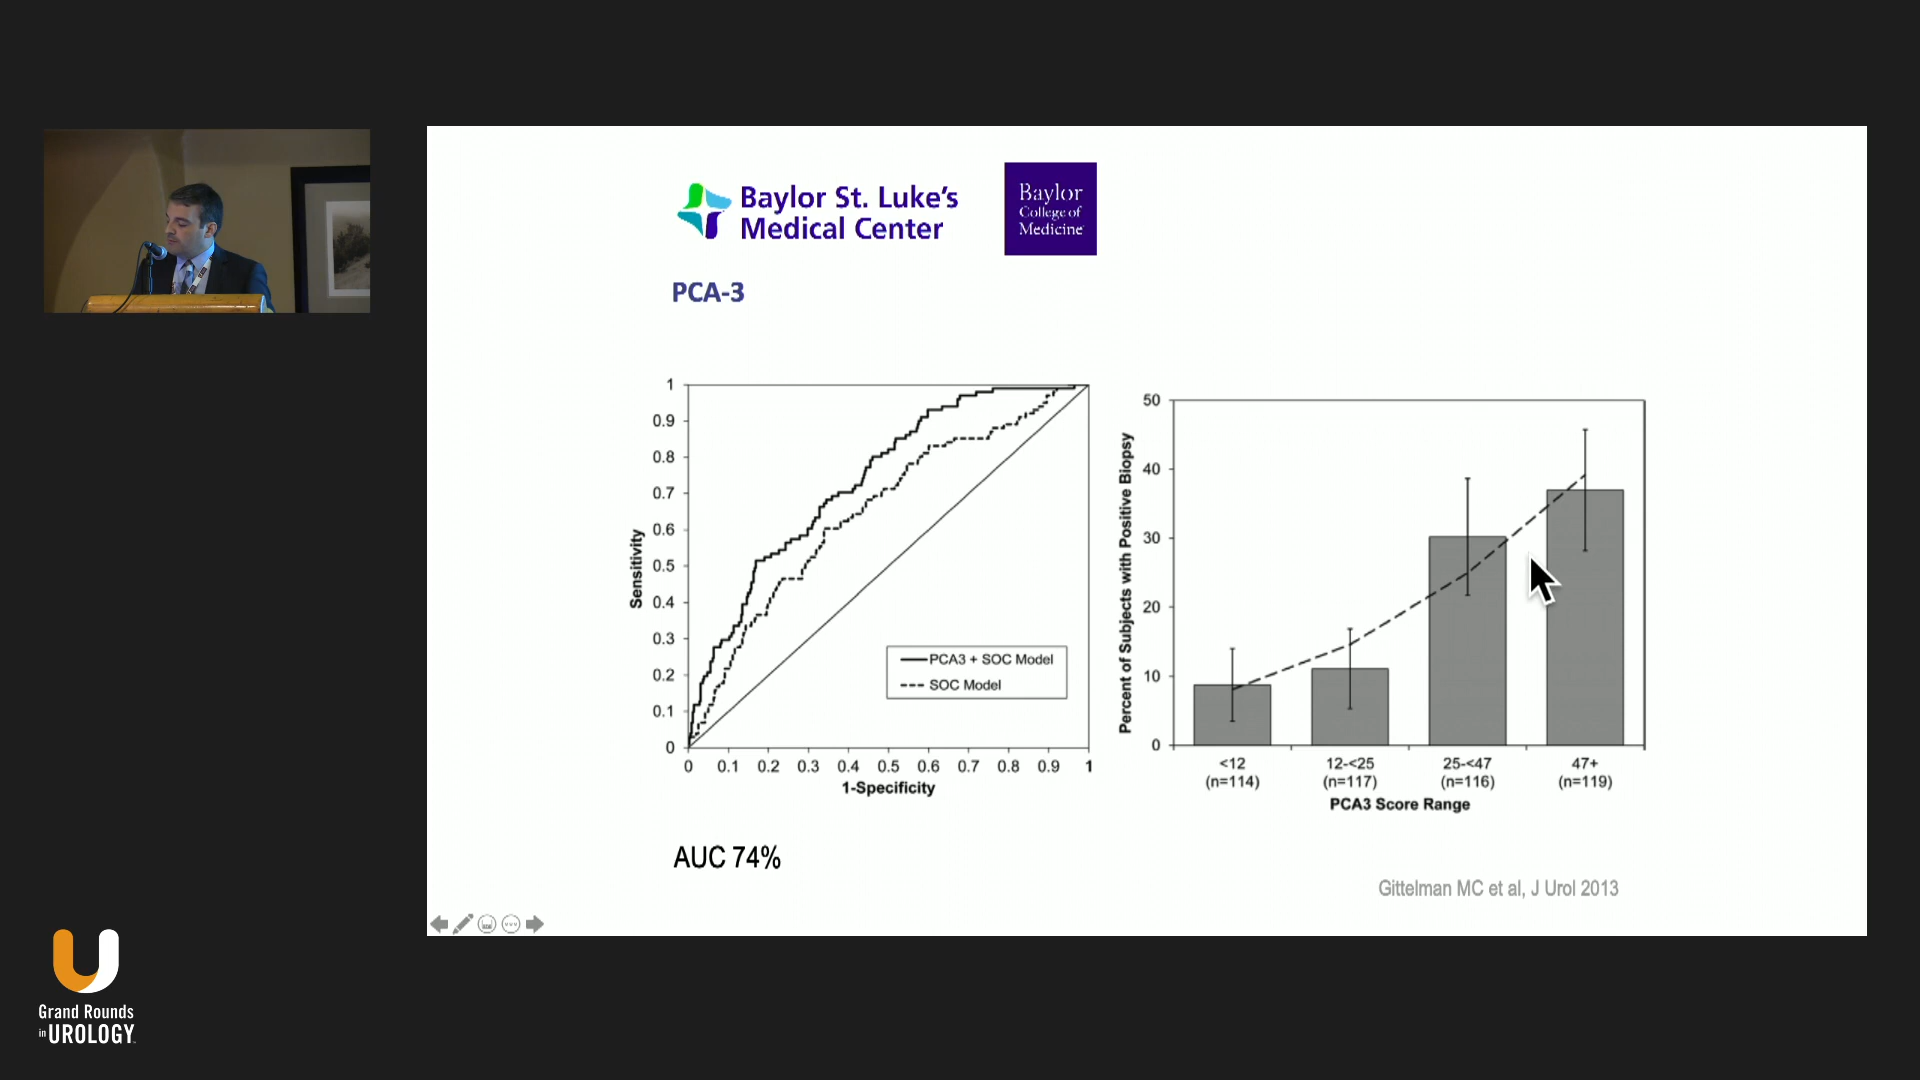 Baylor St. Luke's
Medical Center
Baylor
College of
Medicine
PCA-3
1
0.9
0.8
0.7
0.6
0.5
0.4
0.3
0.2
0.1
0
Sensitivity
PCA3 + SOC Model
SOC Model
0 0.1 0.2 0.3 0.4 0.5 0.6 0.7 0.8 0.9 1
1-Specificity
50
40
30
20
10
0
Percent of Subjects with Positive Biopsy
<12 12-<25 25-<47 47+
(n=114) (n=117) (n=116) (n=119)
PCA3 Score Range
AUC 74%
Gittelman MC et al, J Urol 2013
Grand Rounds
in UROLOGY